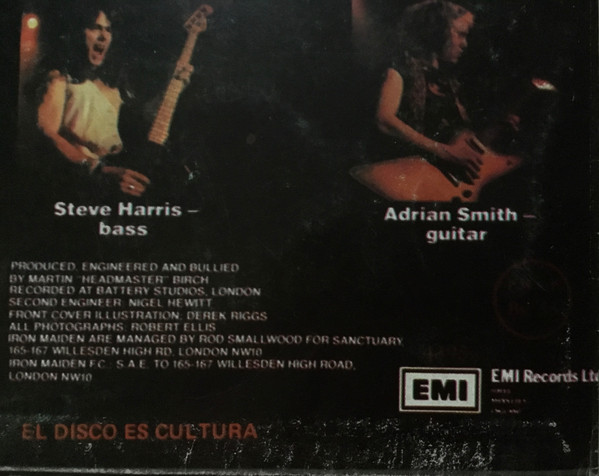 Steve Harris –
bass
Adrian Smith –
guitar
PRODUCED, ENGINEERED AND BULLIED
BY MARTIN "HEADMASTER" BIRCH
RECORDED AT BATTERY STUDIOS, LONDON
SECOND ENGINEER: NIGEL HEWITT
FRONT COVER ILLUSTRATION: DEREK RIGGS
ALL PHOTOGRAPHS: ROBERT ELLIS
IRON MAIDEN ARE MANAGED BY ROD SMALLWOOD FOR SANCTUARY,
165-167 WILLESDEN HIGH RD, LONDON NW10
IRON MAIDEN F.C.: S.A.E. TO 165-167 WILLESDEN HIGH ROAD,
LONDON NW10
EMI
EMI Records Ltd
EL DISCO ES CULTURA